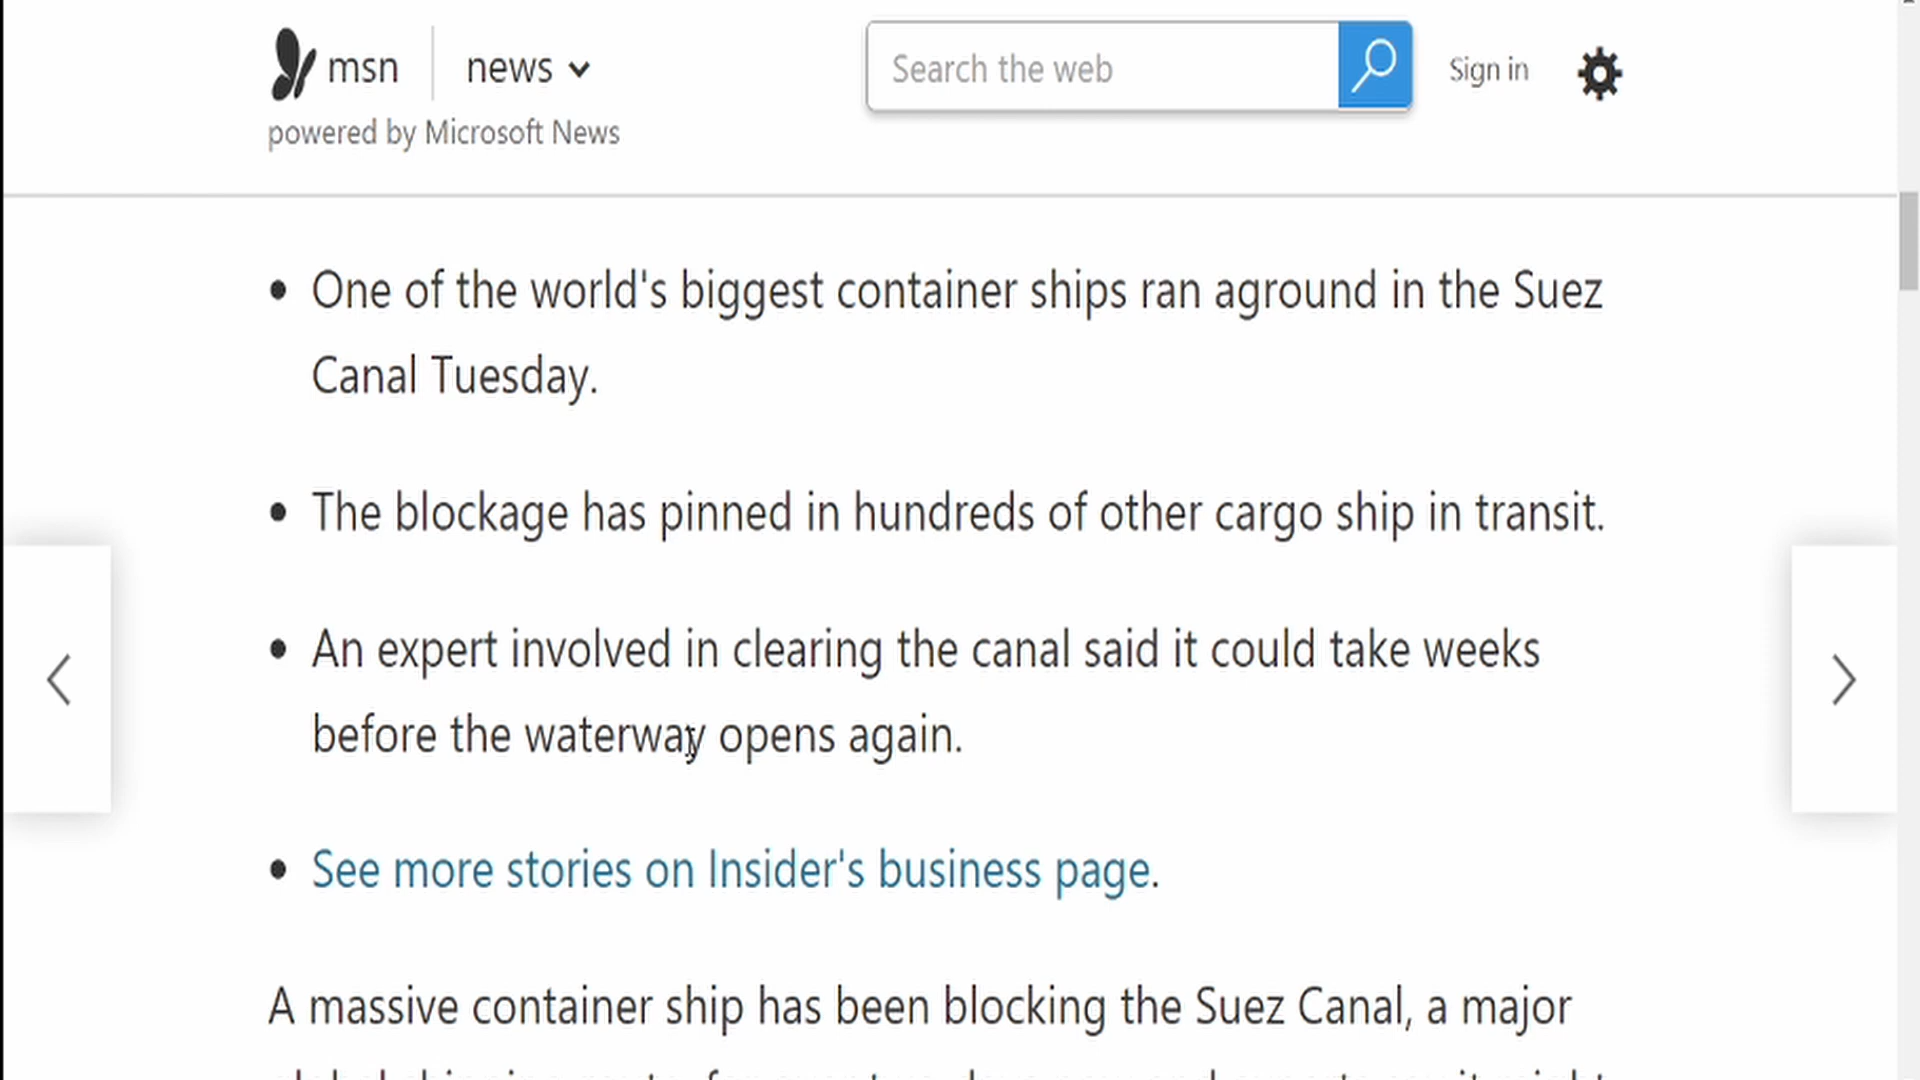 msn
news
Search the web
Sign in
powered by Microsoft News
One of the world's biggest container ships ran aground in the Suez
Canal Tuesday.
The blockage has pinned in hundreds of other cargo ship in transit.
An expert involved in clearing the canal said it could take weeks
before the waterway opens again.
See more stories on Insider's business page.
A massive container ship has been blocking the Suez Canal, a major